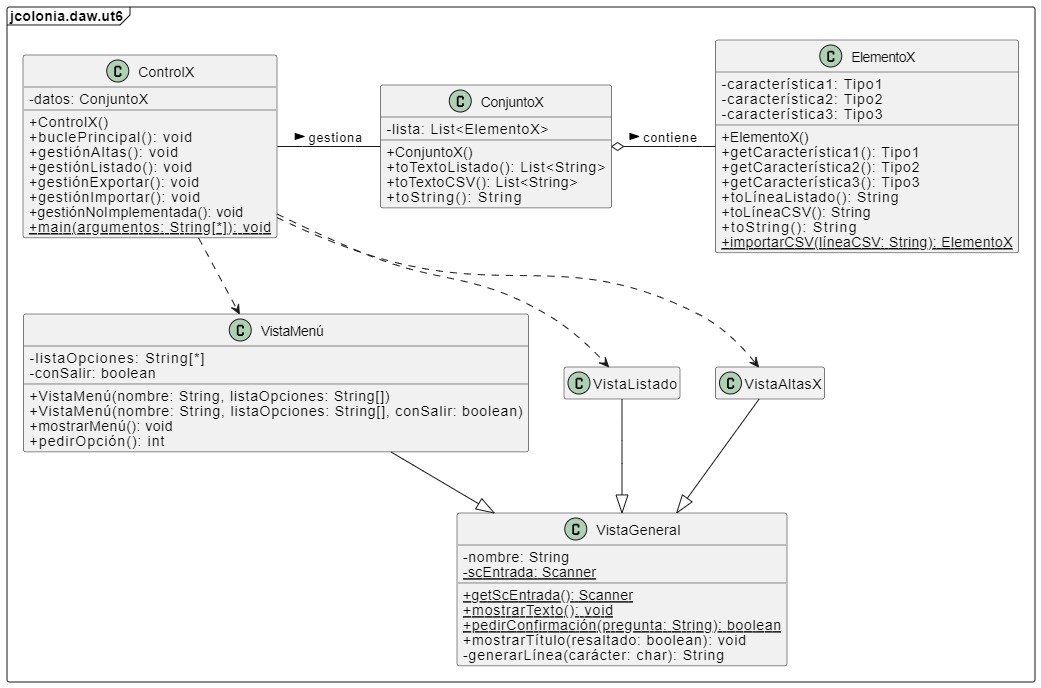 jcolonia.daw.ut6
C ControlX
-datos: ConjuntoX
+ControlX()
+buclePrincipal(): void
+gestiónAltas(): void
+gestiónListado(): void
+gestiónExportar(): void
+gestiónImportar(): void
+gestiónNoImplementada(): void
+main(argumentos: String[*]): void
gestiona
C ConjuntoX
-lista: List<ElementoX>
+ConjuntoX()
+toTextoListado(): List<String>
+toTextoCSV(): List<String>
+toString(): String
contiene
C ElementoX
-característica1: Tipo1
-característica2: Tipo2
-característica3: Tipo3
+ElementoX()
+getCaracterística1(): Tipo1
+getCaracterística2(): Tipo2
+getCaracterística3(): Tipo3
+toLíneaListado(): String
+toLíneaCSV(): String
+toString(): String
+importarCSV(líneaCSV: String): ElementoX
C VistaMenú
-listaOpciones: String[*]
-conSalir: boolean
+VistaMenú(nombre: String, listaOpciones: String[])
+VistaMenú(nombre: String, listaOpciones: String[], conSalir: boolean)
+mostrarMenú(): void
+pedirOpción(): int
C VistaListado
C VistaAltasX
C VistaGeneral
-nombre: String
-scEntrada: Scanner
+getScEntrada(): Scanner
+mostrarTexto(): void
+pedirConfirmación(pregunta: String): boolean
+mostrarTítulo(resaltado: boolean): void
-generarLínea(carácter: char): String